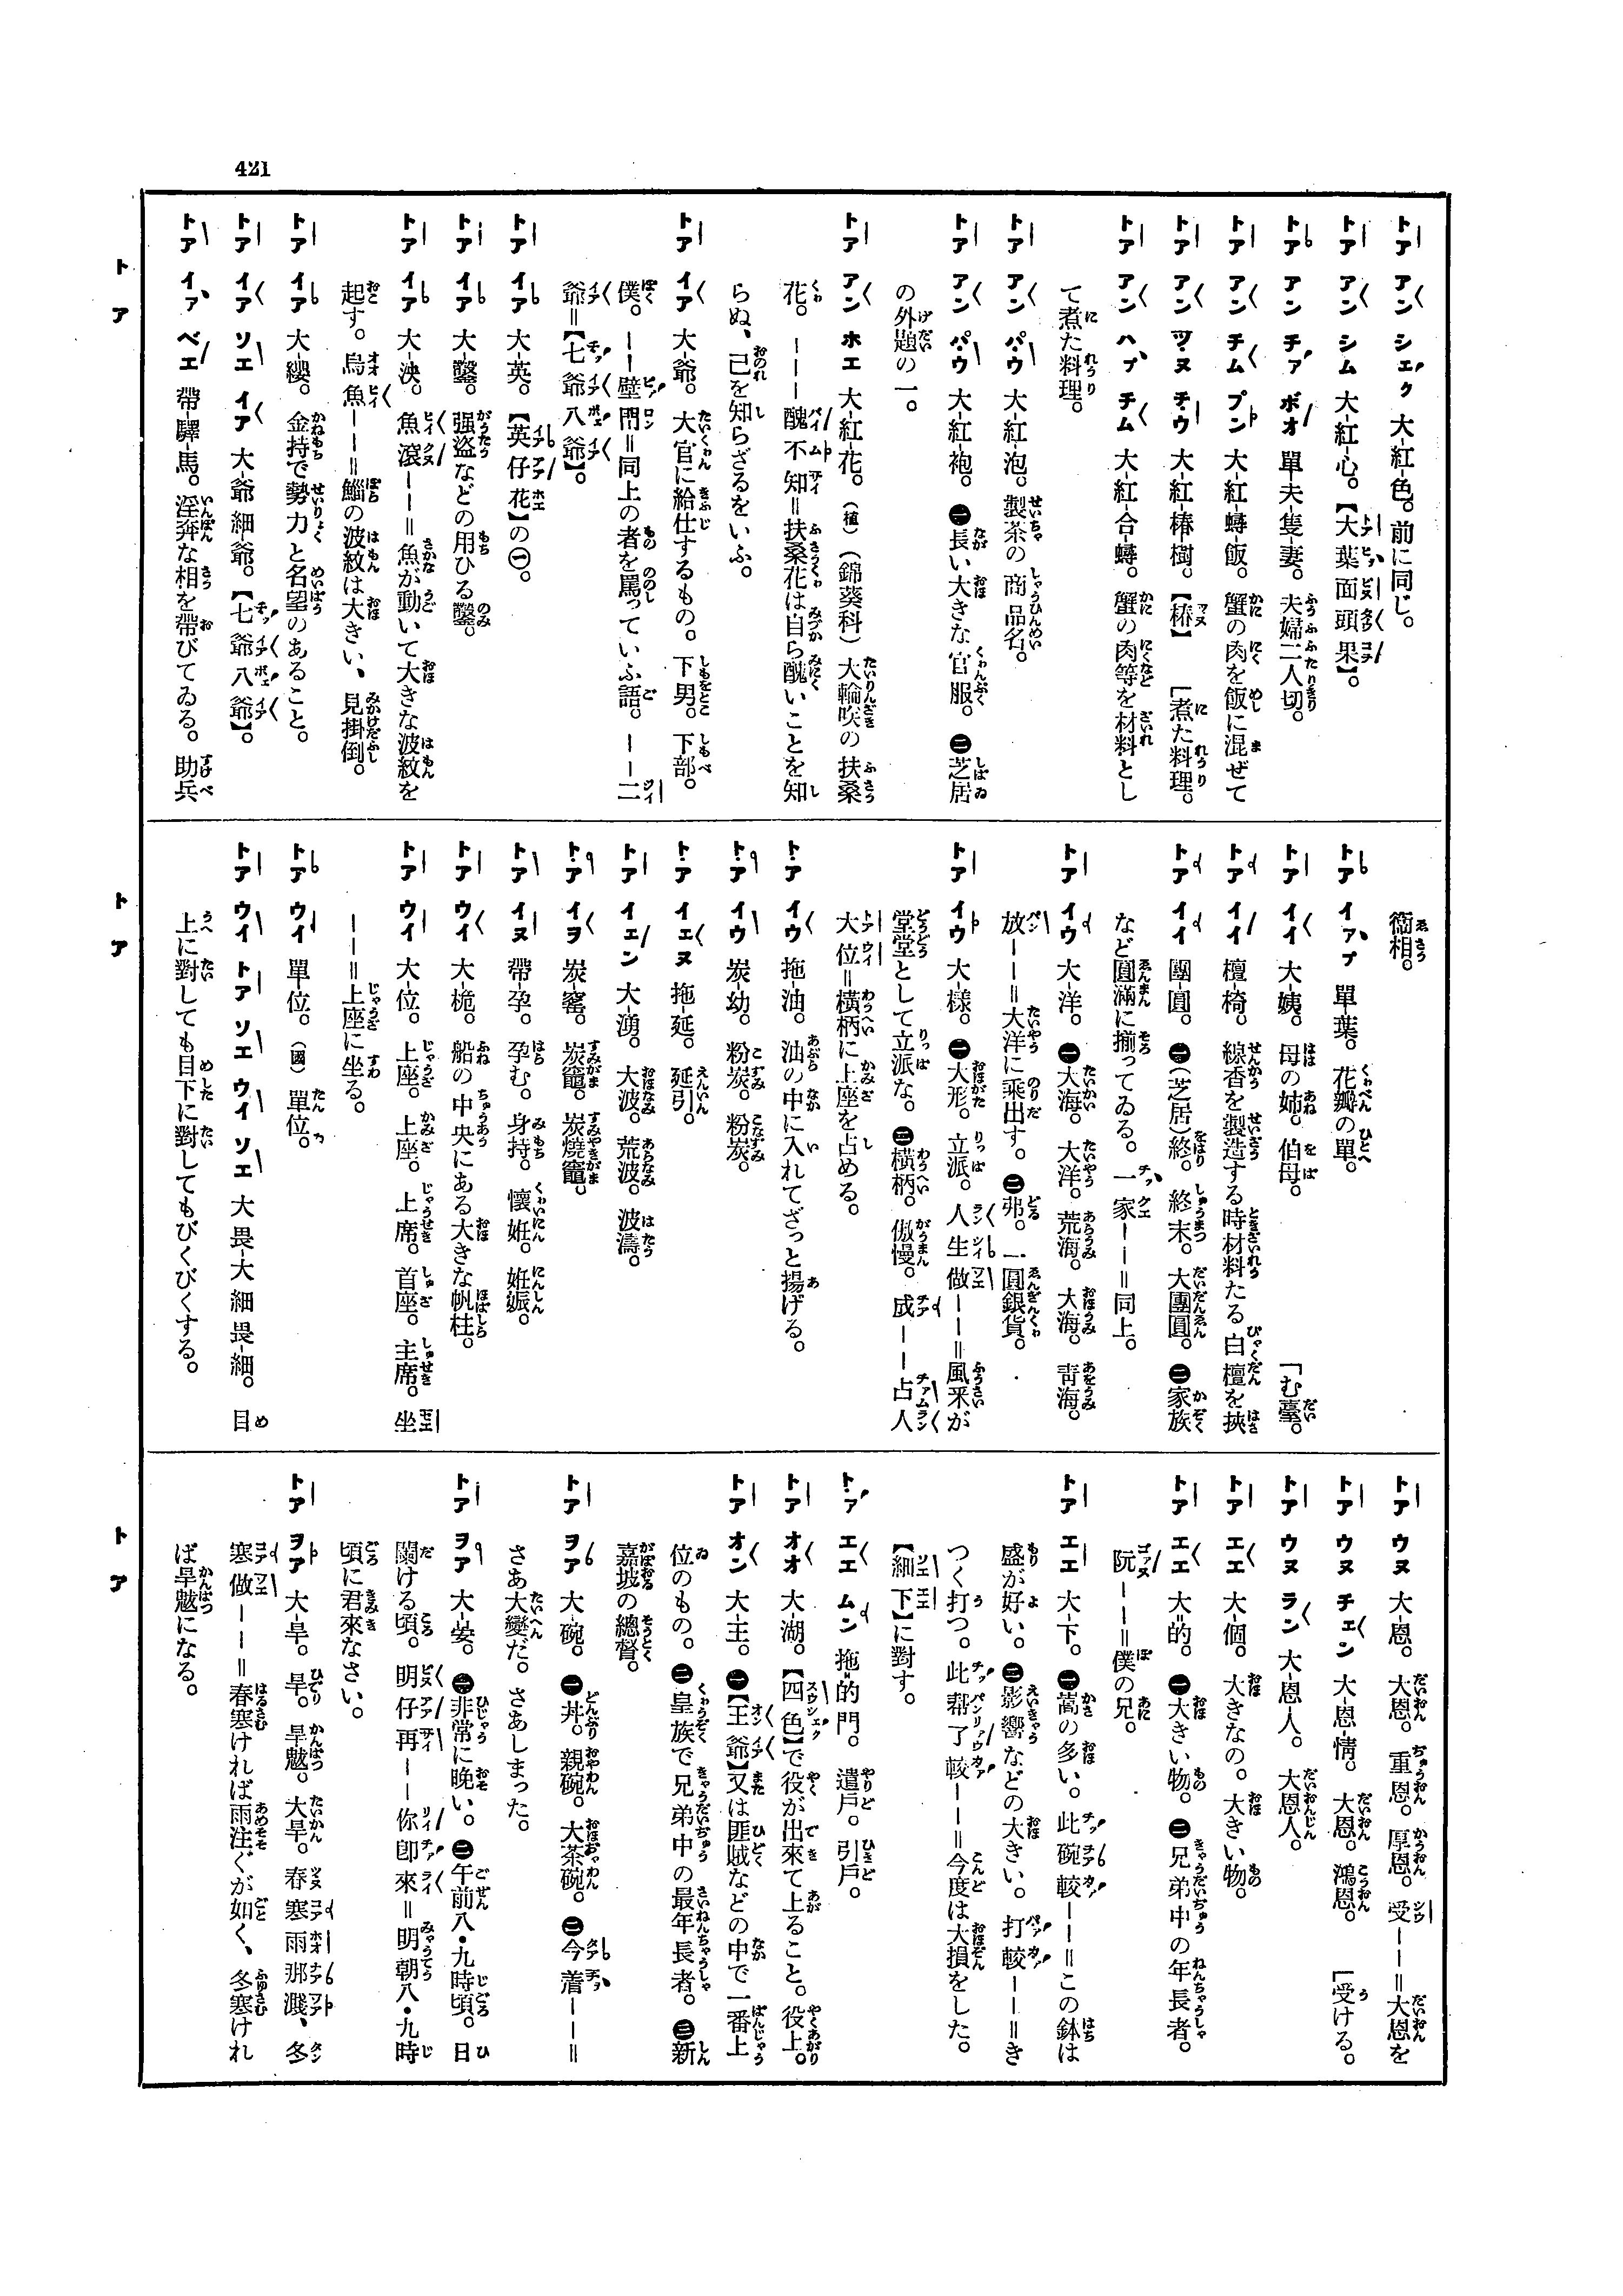 421
トア アン シェク 大-紅色。前に同じ。
トア アン シム 大-紅-心。【大葉面頭果】。
トア アン チァ ボオ 單-夫-隻-妻。夫婦二人切。
トア アン チム プン 大-紅-蟳-飯。蟹の肉を飯に混ぜて
トア アン ツヌ チウ 大-紅-椿-樹。【椿】 [煮た料理。
トア アン ハプ チム 大-紅-合-蟳。蟹の肉等を材料とし
て煮た料理。
トア アン パウ 大-紅-泡。製茶の商品名。
トア アン パウ 大-紅-袍。㊀長い大きな官服。㊁芝居
の外題の一。
トア アン ホエ 大-紅-花。(植)(錦葵科)大輪咲の扶桑
花。———醜不知=扶桑花は自ら醜いことを知
らぬ、己を知らざるをいふ。
トア イア 大-爺。大官に給仕するもの。下男。下部。
僕。——壁問=同上の者を罵っていふ語。——二
爺=【七爺八爺】。
トア イア 大-英。【英仔花】の㊀。
トア イア 大-鑿。强盜などの用ひる鑿。
トア イア 大-泱。魚滾——=魚が動いて大きな波紋を
起す。烏魚——=鯔の波紋は大きい、見掛倒。
トア イア 大-纓。金持で勢力と名望のあること。
トア イア ソエ イア 大-爺細-爺。【七爺八爺】。
トア イァ ベエ 帶-驛-馬。淫奔な相を帶びてゐる。助兵
衞相。
トア イァプ 單-葉。花瓣の單。
トア イイ 大-姨。母の姉。伯母。 [む臺。
トア イイ 檀-椅。線香を製造する時材料たる白檀を挾
トア イイ 團-圓。㊀(芝居)終。終末。大團圓。㊁家族
など圓滿に揃ってゐる。一家——=同上。
トア イウ 大-洋。㊀大海。大洋。荒海。大海。靑海。
放——=大洋に乘出す。㊁弗。一圓銀貨。
トア イウ 大-樣。㊀大形。立派。人生做——=風釆が
堂堂として立派な。㊁橫柄。傲慢。成——占人
大位=橫柄に上座を占める。
トア イウ 拖-油。油の中に入れてざっと揚げる。
トア イウ 炭-幼。粉炭。粉炭。
トア イェヌ 拖-延。延引。
トア イェン 大-湧。大波。荒波。波濤。
トア イヲ 炭-窰。炭竈。炭燒竈。
トア イヌ 帶-孕。孕む。身持。懷姙。姙娠。
トア ウイ 大-桅。船の中央にある大きな帆柱。
トア ウイ 大-位。上座。上座。上席。首座。主席。坐
——=上座に坐る。
トア ウイ 單-位。(國)單位。
トア ウイ トア ソエ ウイ ソエ 大畏-大細畏-細。目
上に對しても目下に對してもびくびくする。
トア ウヌ 大-恩。大恩。重恩。厚恩。受——=大恩を
トア ウヌ チェン 大-恩-情。大恩。鴻恩。 [受ける。
トア ウヌ ラン 大-恩人。大恩人。
トア エエ 大-個。大きなの。大きい物。
トア エエ 大=的。㊀大きい物。㊁兄弟中の年長者。
阮——=僕の兄。
トア エエ 大-下。㊀嵩の多い。此碗較——=この鉢は
盛が好い。㊁影響などの大きい。打較——=き
つく打つ。此帮了較——=今度は大損をした。
【細下】に對す。
トァ エエ ムン 拖的門。遣戶。引戶。
トア オオ 大-湖。【四色】で役が出來て上ること。役上。
トア オン 大-王。㊀【王爺】又は匪賊などの中で一番上
位のもの。㊁皇族で兄弟中の最年長者。㊂新
嘉坡の總督。
トア ヲア 大-碗。㊀丼。親碗。大茶碗。㊁今着——=
さあ大變だ。さあしまった。
トア ヲア 大-晏。㊀非常に晚い。㊁午前八・九時頃。日
闌ける頃。明仔再——你卽來=明朝八・九時
頃に君來なさい。
トア ヲア 大-旱。旱。旱魃。大旱。春寒雨那濺、冬
寒做——=春寒ければ雨注ぐが如く、冬寒けれ
ば旱魃になる。
トア
トア
トア